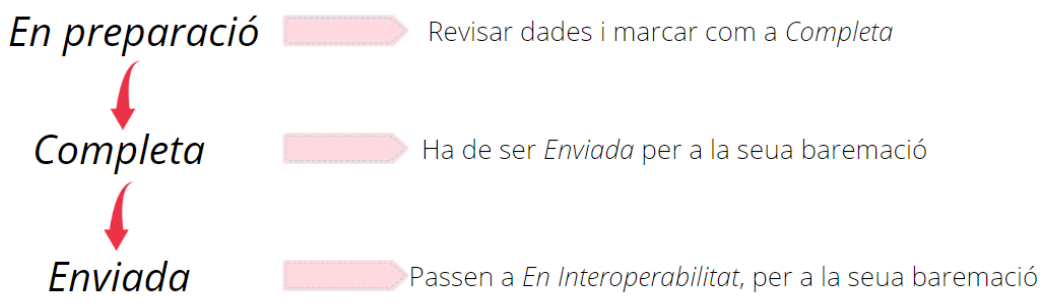 En preparació
Revisar dades i marcar com a Completa
Completa
Ha de ser Enviada per a la seua baremació
Enviada
Passen a En Interoperabilitat, per a la seua baremació